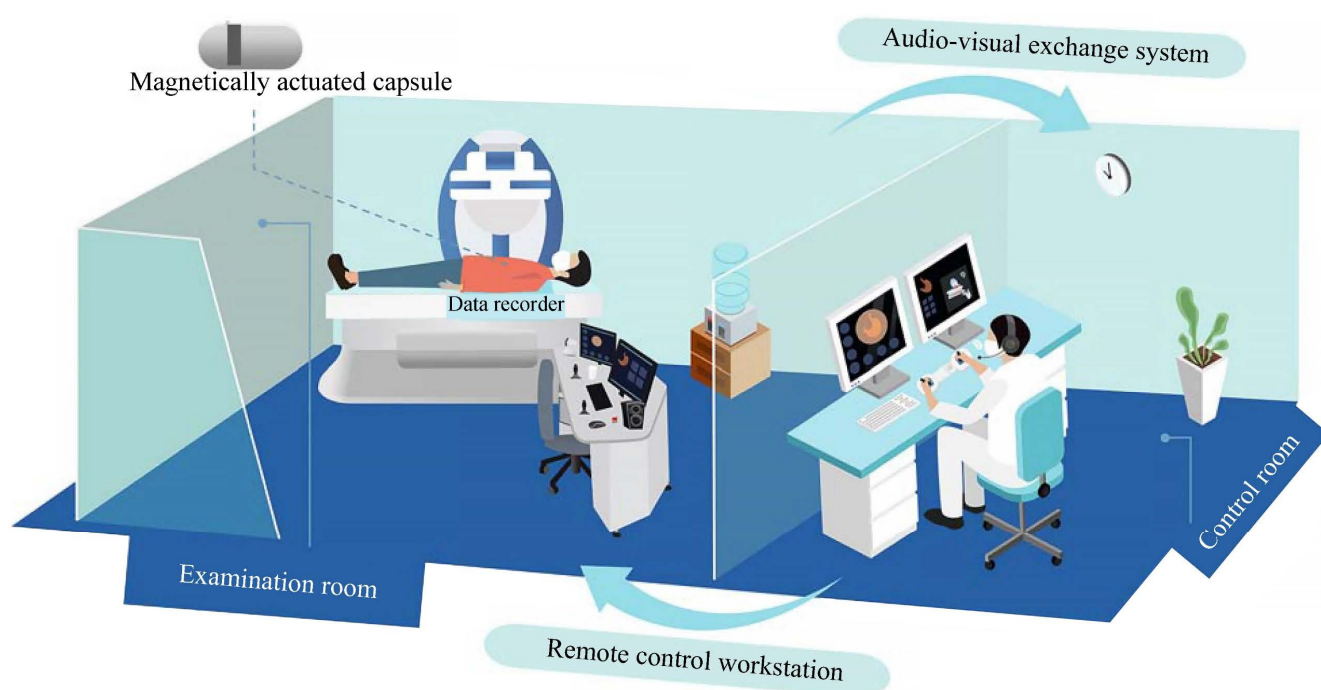 Audio-visual exchange system
Magnetically actuated capsule
Data recorder
Control room
Examination room
Remote control workstation